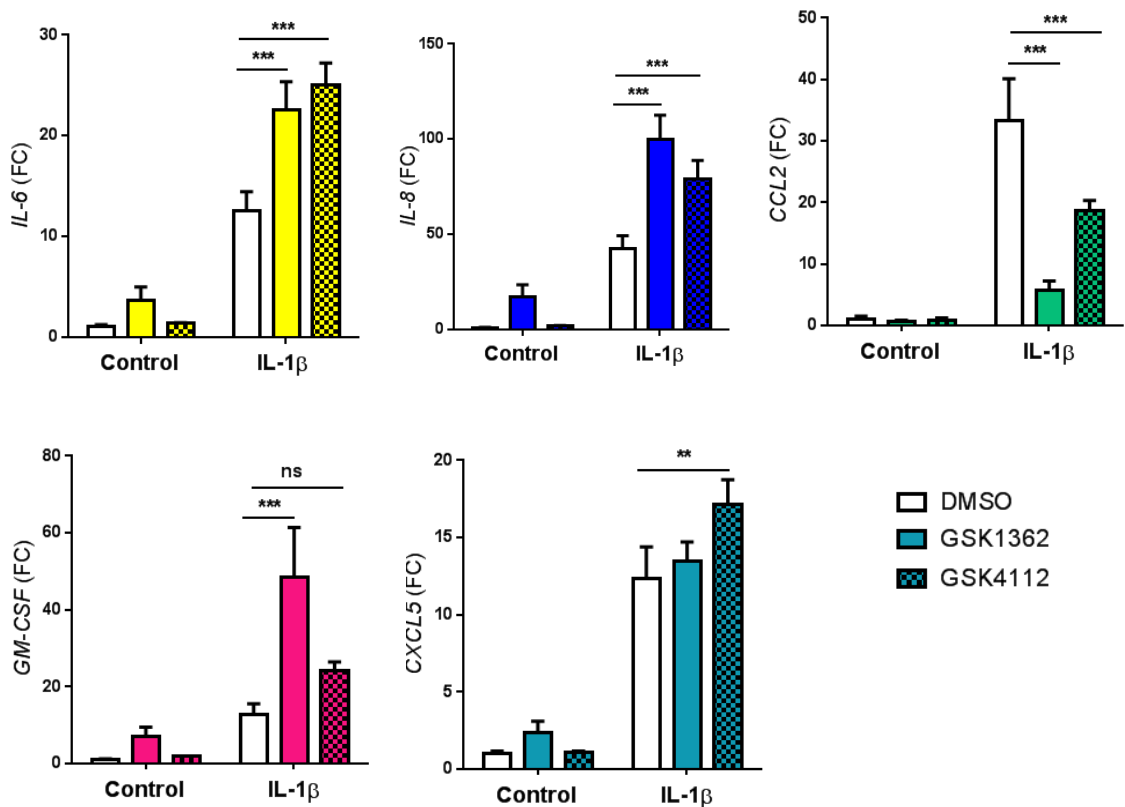 IL-6 (FC)
30
20
10
0
***
***
Control
IL-1β
IL-8 (FC)
150
100
50
0
***
***
Control
IL-1β
CCL2 (FC)
50
40
30
20
10
0
***
***
Control
IL-1β
GM-CSF (FC)
80
60
40
20
0
ns
***
Control
IL-1β
CXCL5 (FC)
20
15
10
5
0
**
Control
IL-1β
DMSO
GSK1362
GSK4112